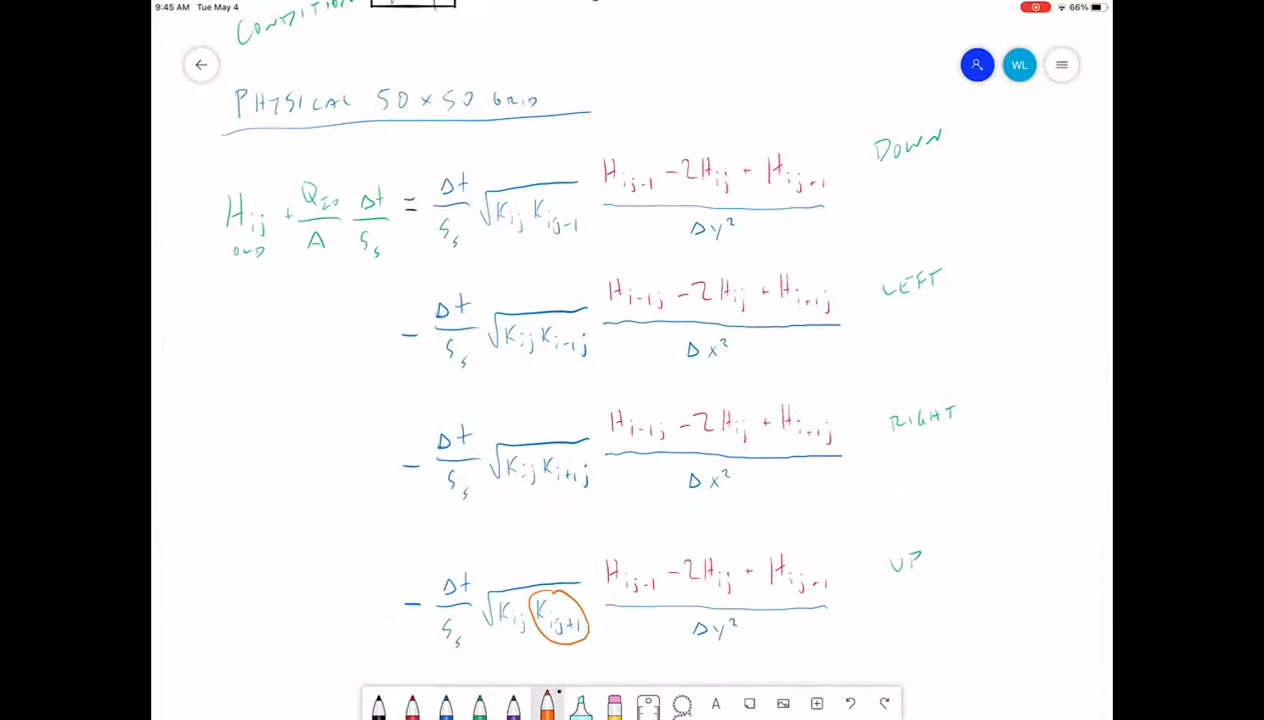 9:45 AM Tue May 4 66%
CONDITION
WL
PHYSICAL 50 x 50 GRID
DOWN
H_ij + Q_IO/A Δt/S_s = Δt/S_s √(K_ij K_ij-1) (H_ij-1 - 2H_ij + H_ij+1)/Δy²
OLD
LEFT
- Δt/S_s √(K_ij K_i-1j) (H_i-1j - 2H_ij + H_i+1j)/Δx²
RIGHT
- Δt/S_s √(K_ij K_i+1j) (H_i-1j - 2H_ij + H_i+1j)/Δx²
UP
- Δt/S_s √(K_ij K_ij+1) (H_ij-1 - 2H_ij + H_ij+1)/Δy²
A